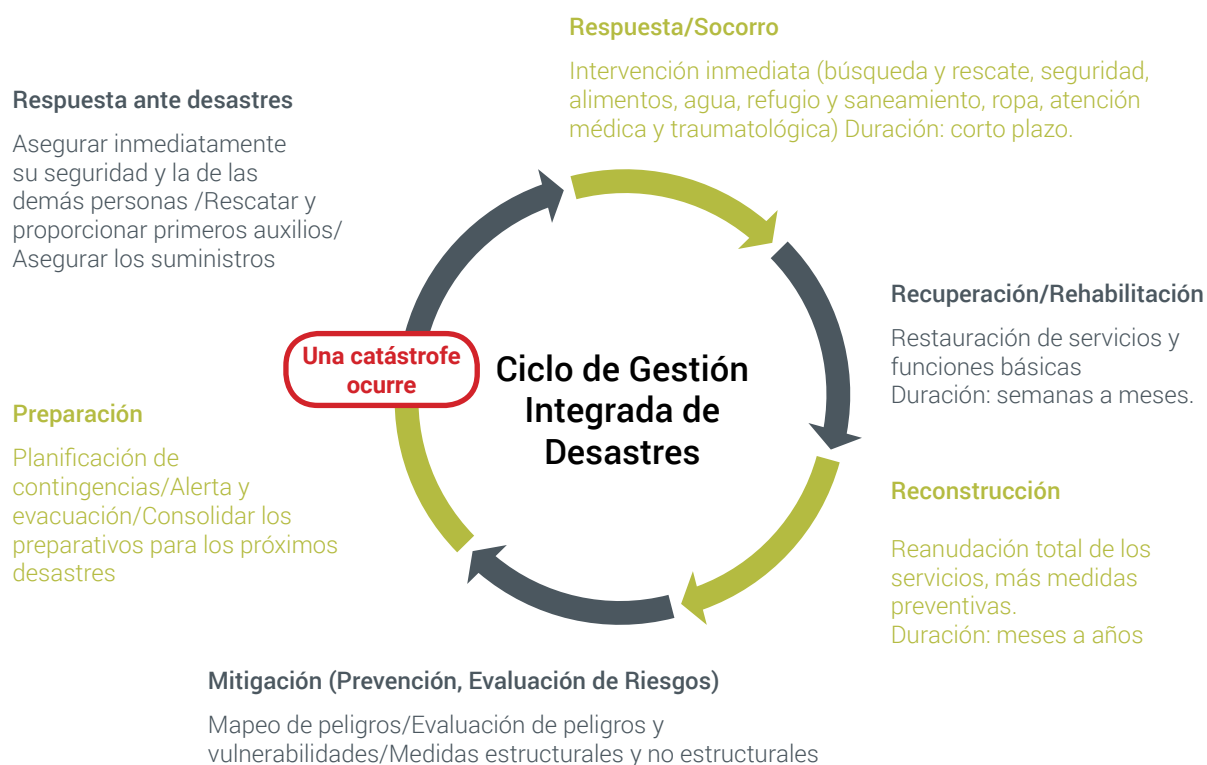 Respuesta/Socorro
Intervención inmediata (búsqueda y rescate, seguridad,
alimentos, agua, refugio y saneamiento, ropa, atención
médica y traumatológica) Duración: corto plazo.
Respuesta ante desastres
Asegurar inmediatamente
su seguridad y la de las
demás personas /Rescatar y
proporcionar primeros auxilios/
Asegurar los suministros
Recuperación/Rehabilitación
Restauración de servicios y
funciones básicas
Duración: semanas a meses.
Una catástrofe
ocurre
Ciclo de Gestión
Integrada de
Desastres
Preparación
Planificación de
contingencias/Alerta y
evacuación/Consolidar los
preparativos para los próximos
desastres
Reconstrucción
Reanudación total de los
servicios, más medidas
preventivas.
Duración: meses a años
Mitigación (Prevención, Evaluación de Riesgos)
Mapeo de peligros/Evaluación de peligros y
vulnerabilidades/Medidas estructurales y no estructurales